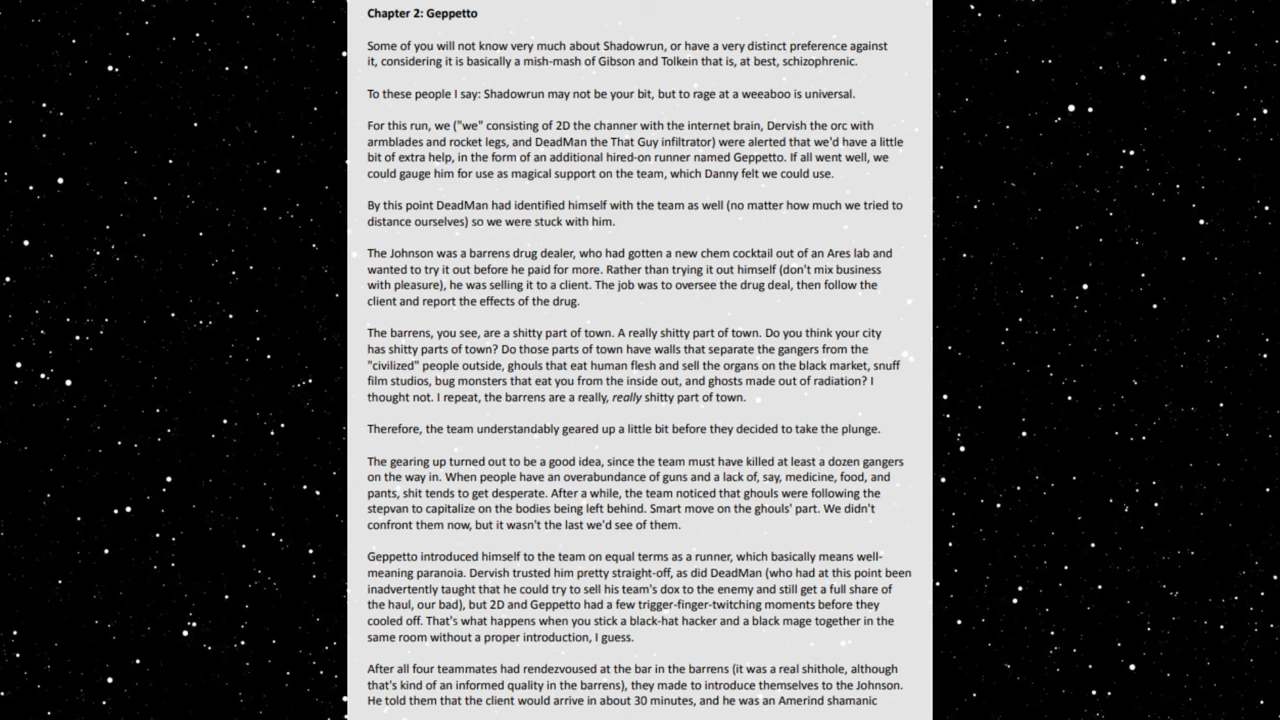 Chapter 2: Geppetto
Some of you will not know very much about Shadowrun, or have a very distinct preference against
it, considering it is basically a mish-mash of Gibson and Tolkein that is, at best, schizophrenic.
To these people I say: Shadowrun may not be your bit, but to rage at a weeaboo is universal.
For this run, we ("we" consisting of 2D the channer with the internet brain, Dervish the orc with
armblades and rocket legs, and DeadMan the That Guy infiltrator) were alerted that we'd have a little
bit of extra help, in the form of an additional hired-on runner named Geppetto. If all went well, we
could gauge him for use as magical support on the team, which Danny felt we could use.
By this point DeadMan had identified himself with the team as well (no matter how much we tried to
distance ourselves) so we were stuck with him.
The Johnson was a barrens drug dealer, who had gotten a new chem cocktail out of an Ares lab and
wanted to try it out before he paid for more. Rather than trying it out himself (don't mix business
with pleasure), he was selling it to a client. The job was to oversee the drug deal, then follow the
client and report the effects of the drug.
The barrens, you see, are a shitty part of town. A really shitty part of town. Do you think your city
has shitty parts of town? Do those parts of town have walls that separate the gangers from the
"civilized" people outside, ghouls that eat human flesh and sell the organs on the black market, snuff
film studios, bug monsters that eat you from the inside out, and ghosts made out of radiation? I
thought not. I repeat, the barrens are a really, really shitty part of town.
Therefore, the team understandably geared up a little bit before they decided to take the plunge.
The gearing up turned out to be a good idea, since the team must have killed at least a dozen gangers
on the way in. When people have an overabundance of guns and a lack of, say, medicine, food, and
pants, shit tends to get desperate. After a while, the team noticed that ghouls were following the
stepvan to capitalize on the bodies being left behind. Smart move on the ghouls' part. We didn't
confront them now, but it wasn't the last we'd see of them.
Geppetto introduced himself to the team on equal terms as a runner, which basically means well-
meaning paranoia. Dervish trusted him pretty straight-off, as did DeadMan (who had at this point been
inadvertently taught that he could try to sell his team's dox to the enemy and still get a full share of
the haul, our bad), but 2D and Geppetto had a few trigger-finger-twitching moments before they
cooled off. That's what happens when you stick a black-hat hacker and a black mage together in the
same room without a proper introduction, I guess.
After all four teammates had rendezvoused at the bar in the barrens (it was a real shithole, although
that's kind of an informed quality in the barrens), they made to introduce themselves to the Johnson.
He told them that the client would arrive in about 30 minutes, and he was an Amerind shamanic